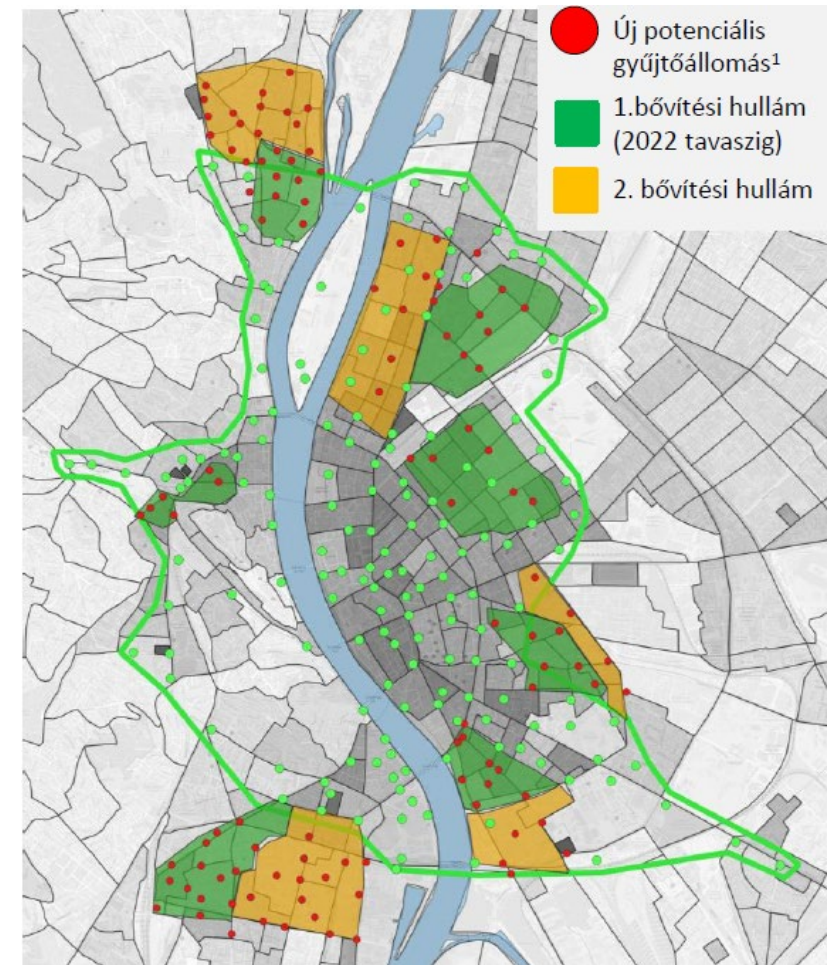 Új potenciális
gyűjtőállomás¹
1.bővítési hullám
(2022 tavaszig)
2. bővítési hullám